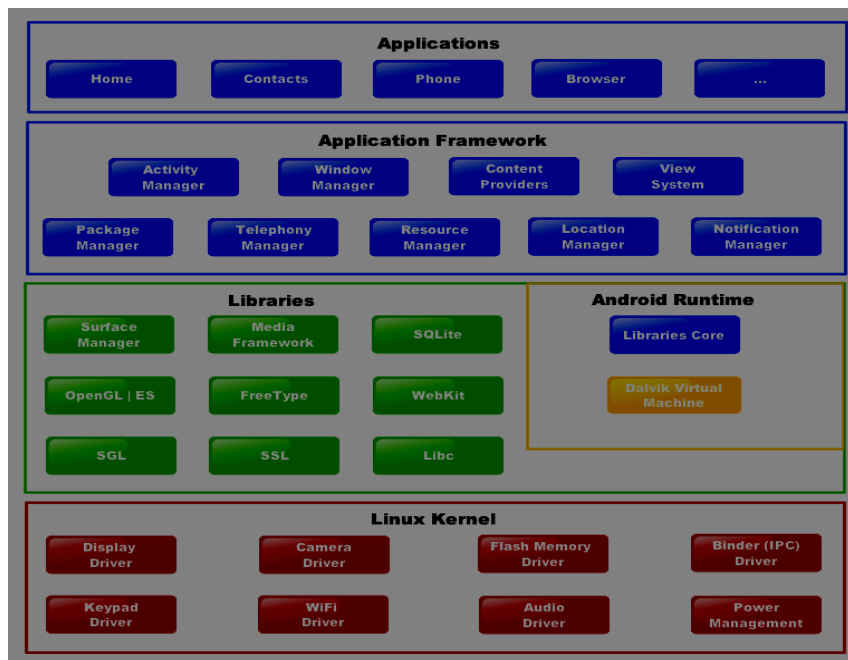 Applications
Home
Contacts
Phone
Browser
...
Application Framework
Activity
Manager
Window
Manager
Content
Providers
View
System
Package
Manager
Telephony
Manager
Resource
Manager
Location
Manager
Notification
Manager
Libraries
Surface
Manager
Media
Framework
SQLite
OpenGL | ES
FreeType
WebKit
SGL
SSL
Libc
Android Runtime
Libraries Core
Dalvik Virtual
Machine
Linux Kernel
Display
Driver
Camera
Driver
Flash Memory
Driver
Binder (IPC)
Driver
Keypad
Driver
WiFi
Driver
Audio
Driver
Power
Management